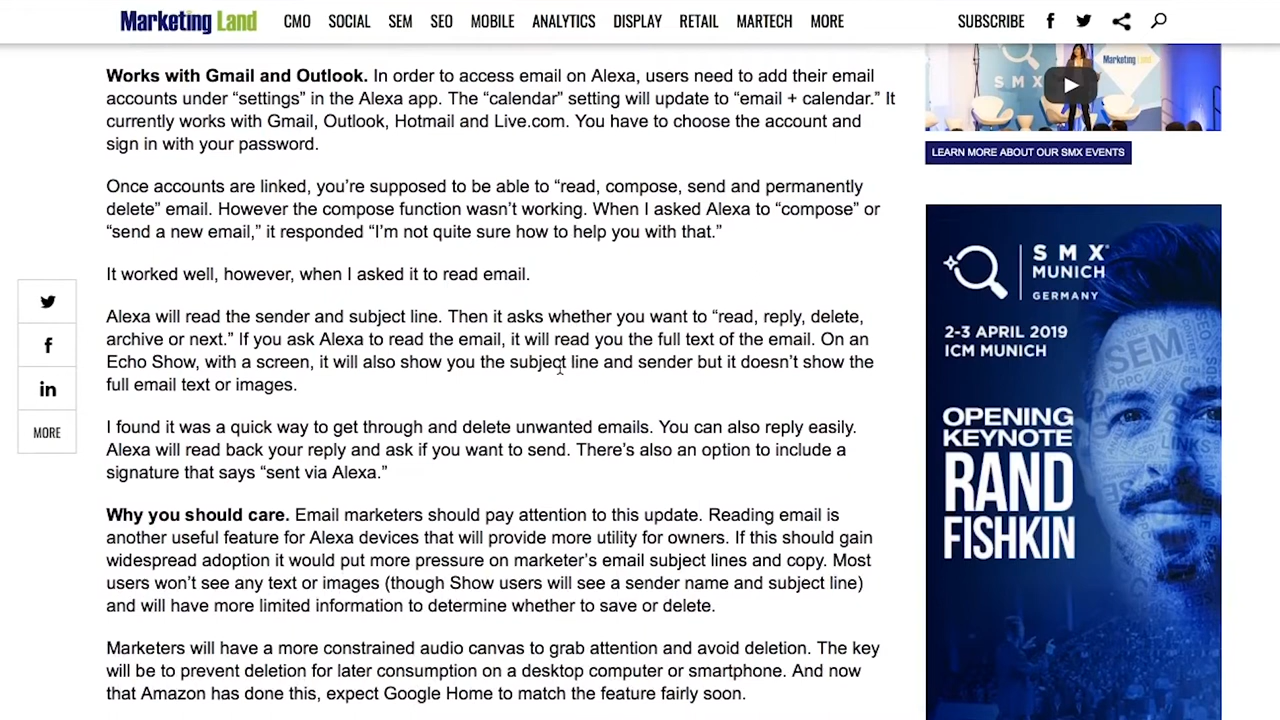 Marketing Land
CMO SOCIAL SEM SEO MOBILE ANALYTICS DISPLAY RETAIL MARTECH MORE SUBSCRIBE
Works with Gmail and Outlook. In order to access email on Alexa, users need to add their email
accounts under “settings” in the Alexa app. The “calendar” setting will update to “email + calendar.” It
currently works with Gmail, Outlook, Hotmail and Live.com. You have to choose the account and
sign in with your password.
Once accounts are linked, you’re supposed to be able to “read, compose, send and permanently
delete” email. However the compose function wasn’t working. When I asked Alexa to “compose” or
“send a new email,” it responded “I’m not quite sure how to help you with that.”
It worked well, however, when I asked it to read email.
Alexa will read the sender and subject line. Then it asks whether you want to “read, reply, delete,
archive or next.” If you ask Alexa to read the email, it will read you the full text of the email. On an
Echo Show, with a screen, it will also show you the subject line and sender but it doesn’t show the
full email text or images.
I found it was a quick way to get through and delete unwanted emails. You can also reply easily.
Alexa will read back your reply and ask if you want to send. There’s also an option to include a
signature that says “sent via Alexa.”
Why you should care. Email marketers should pay attention to this update. Reading email is
another useful feature for Alexa devices that will provide more utility for owners. If this should gain
widespread adoption it would put more pressure on marketer’s email subject lines and copy. Most
users won’t see any text or images (though Show users will see a sender name and subject line)
and will have more limited information to determine whether to save or delete.
Marketers will have a more constrained audio canvas to grab attention and avoid deletion. The key
will be to prevent deletion for later consumption on a desktop computer or smartphone. And now
that Amazon has done this, expect Google Home to match the feature fairly soon.
MORE
SMX
Marketing Land
LEARN MORE ABOUT OUR SMX EVENTS
SMX
MUNICH
GERMANY
2-3 APRIL 2019
ICM MUNICH
OPENING
KEYNOTE
RAND
FISHKIN
SEM
PPC
SEO
LINKS